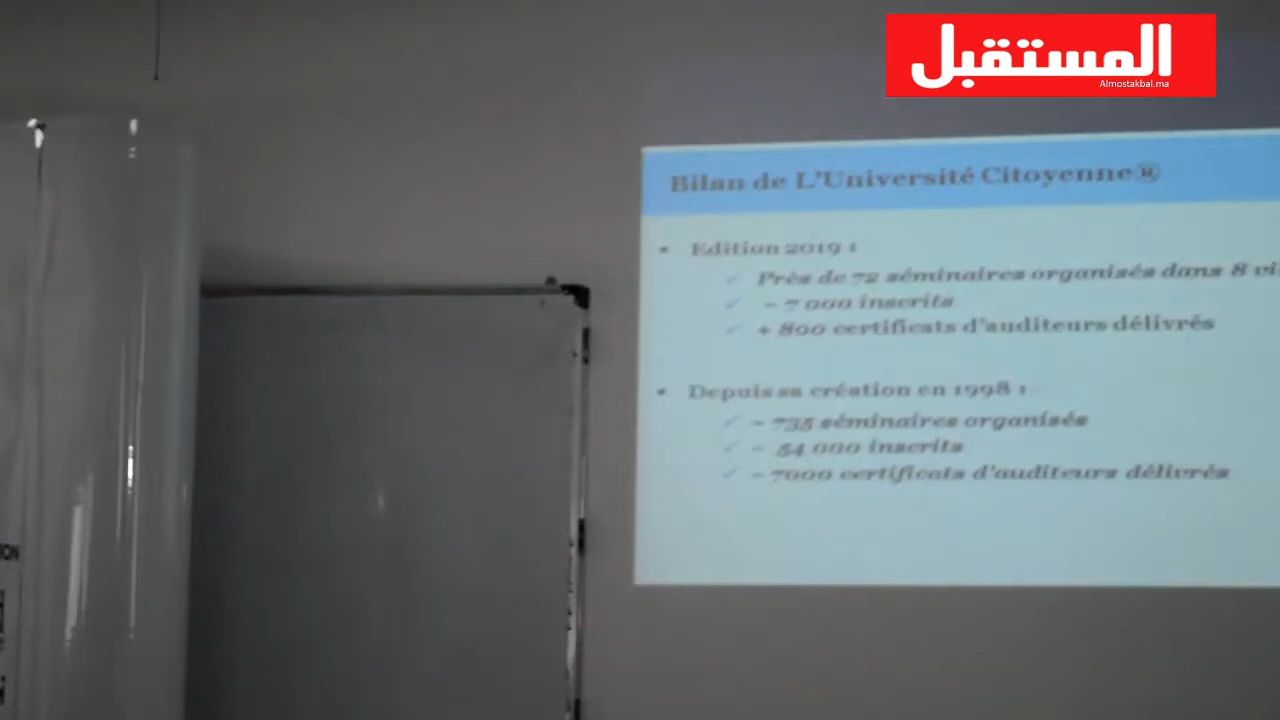 المستقبل
Almostakbal.ma
Bilan de L'Université Citoyenne®
• Edition 2019 :
✓ Près de 72 séminaires organisés dans 8
✓ ~ 7 000 inscrits
✓ + 800 certificats d'auditeurs délivrés
• Depuis sa création en 1998 :
✓ ~ 735 séminaires organisés
✓ ~ 54 000 inscrits
✓ ~ 7000 certificats d'auditeurs délivrés
ION